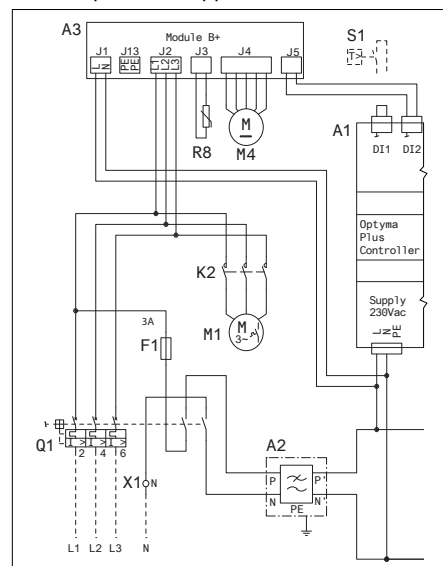 A3
Module B+
J1 J13 J2 J3 J4 J5
L N PE PE L1 L2 L3
S1
T>
R8
M
M4
A1
DI1 DI2
Optyma
Plus
Controller
K2
Supply
230Vac
L N PE
M
3~
M1
3A
F1
Q1
I> I> I>
2 4 6
X1 N
A2
P P'
N N'
PE
L1 L2 L3 N